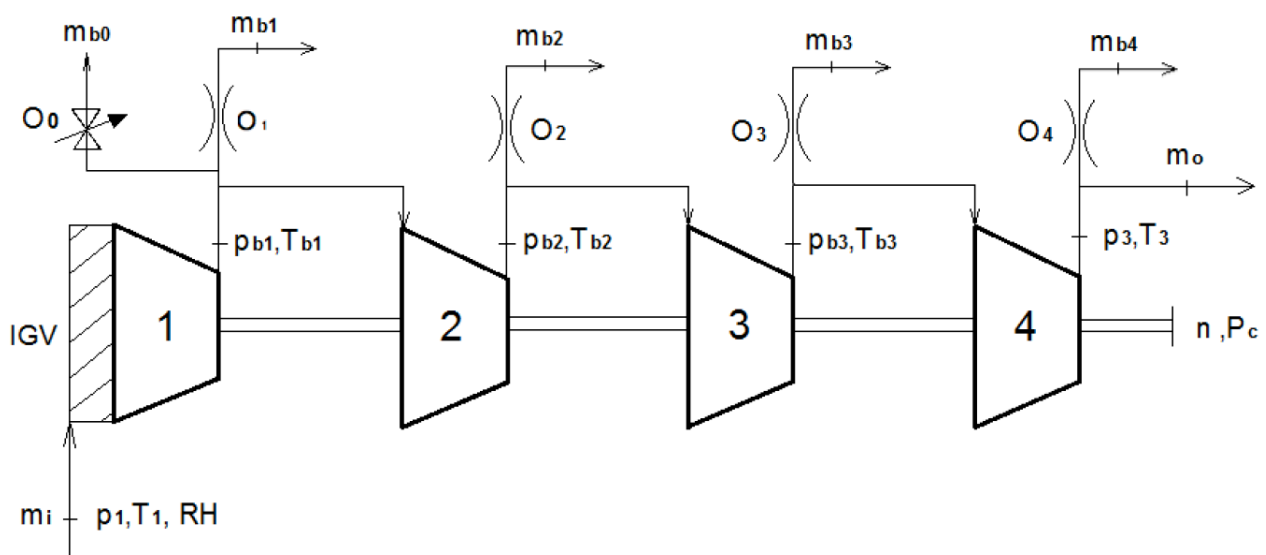 mb0
mb1
mb2
mb3
mb4
O0
O1
O2
O3
O4
mo
pb1,Tb1
pb2,Tb2
pb3,Tb3
p3,T3
IGV
1
2
3
4
n ,Pc
mi
p1,T1, RH